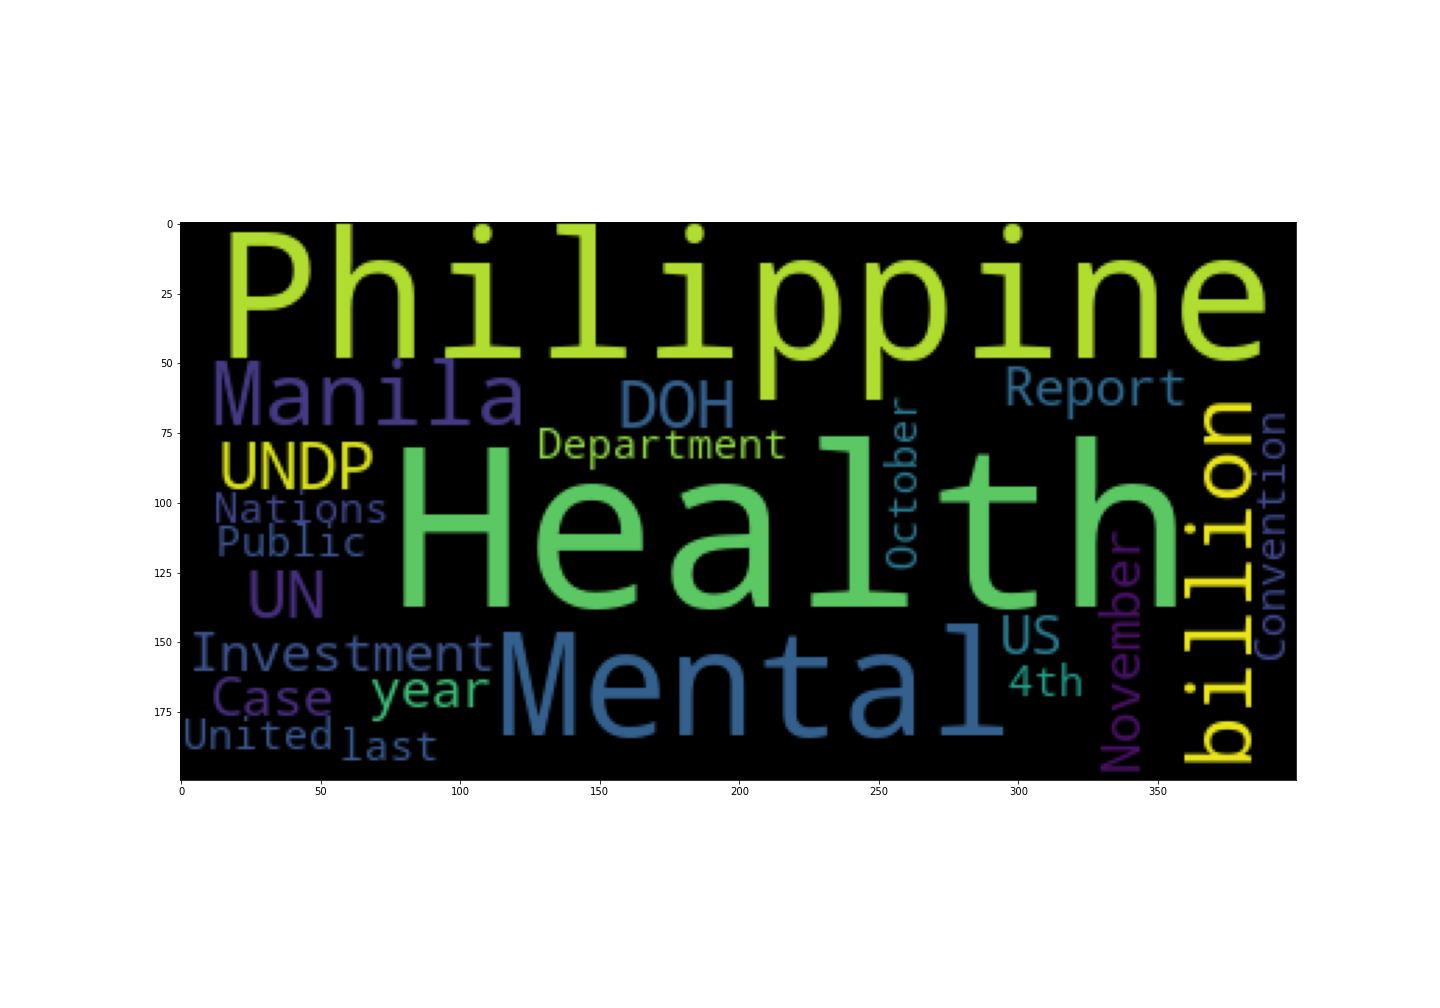 Philippine
Manila
DOH
Report
Department
UNDP
Health
October
billion
Convention
Nations
Public
UN
November
Investment
Mental
US
4th
Case
year
United
last
0
25
50
75
100
125
150
175
0
50
100
150
200
250
300
350